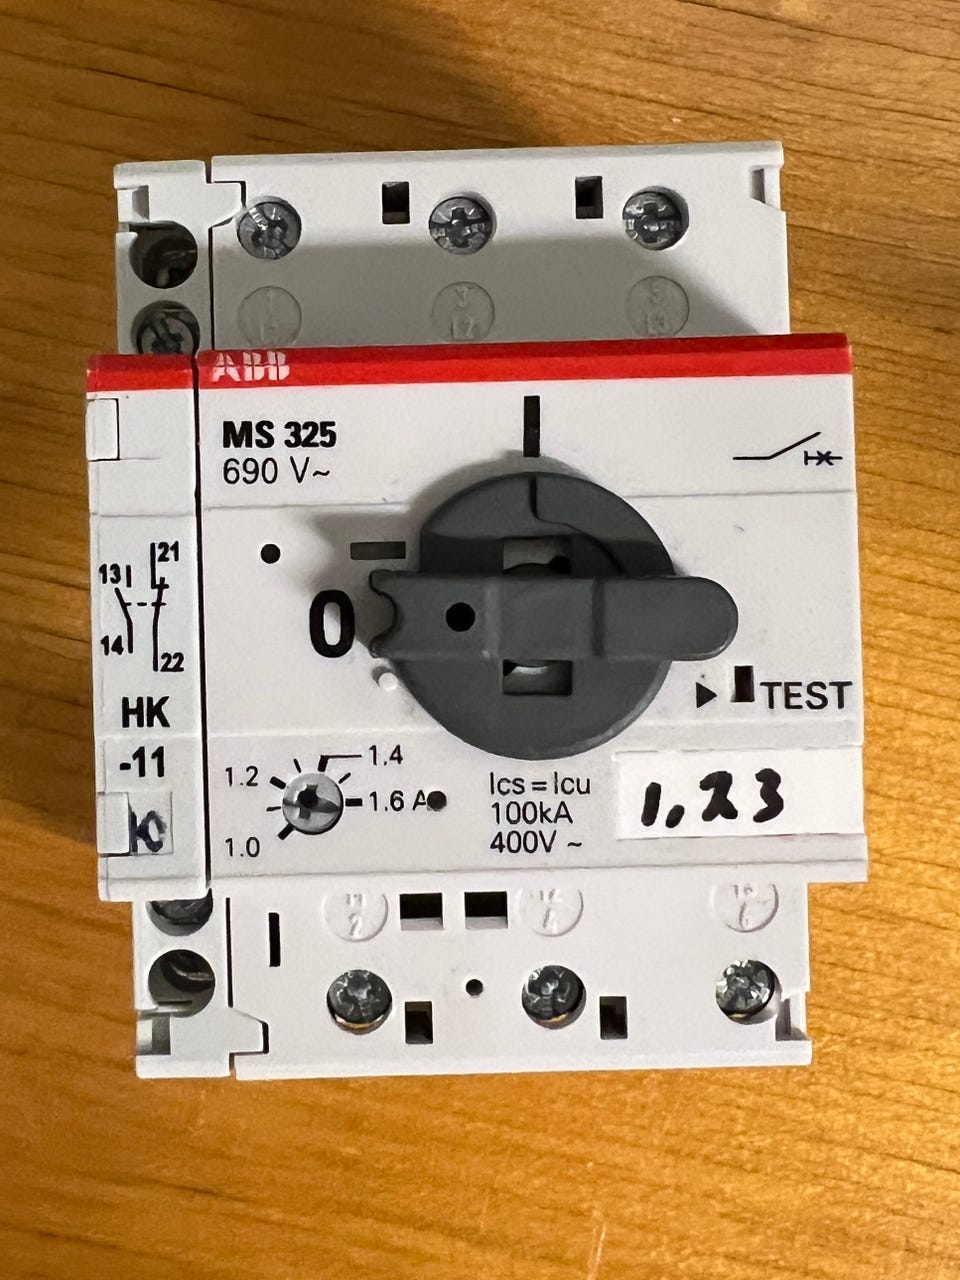 ABB
MS 325
690 V~
21
13
14
22
HK
-11
0
TEST
1.4
1.2
1.6 A
1.0
Ics = Icu
100kA
400V ~
1,23